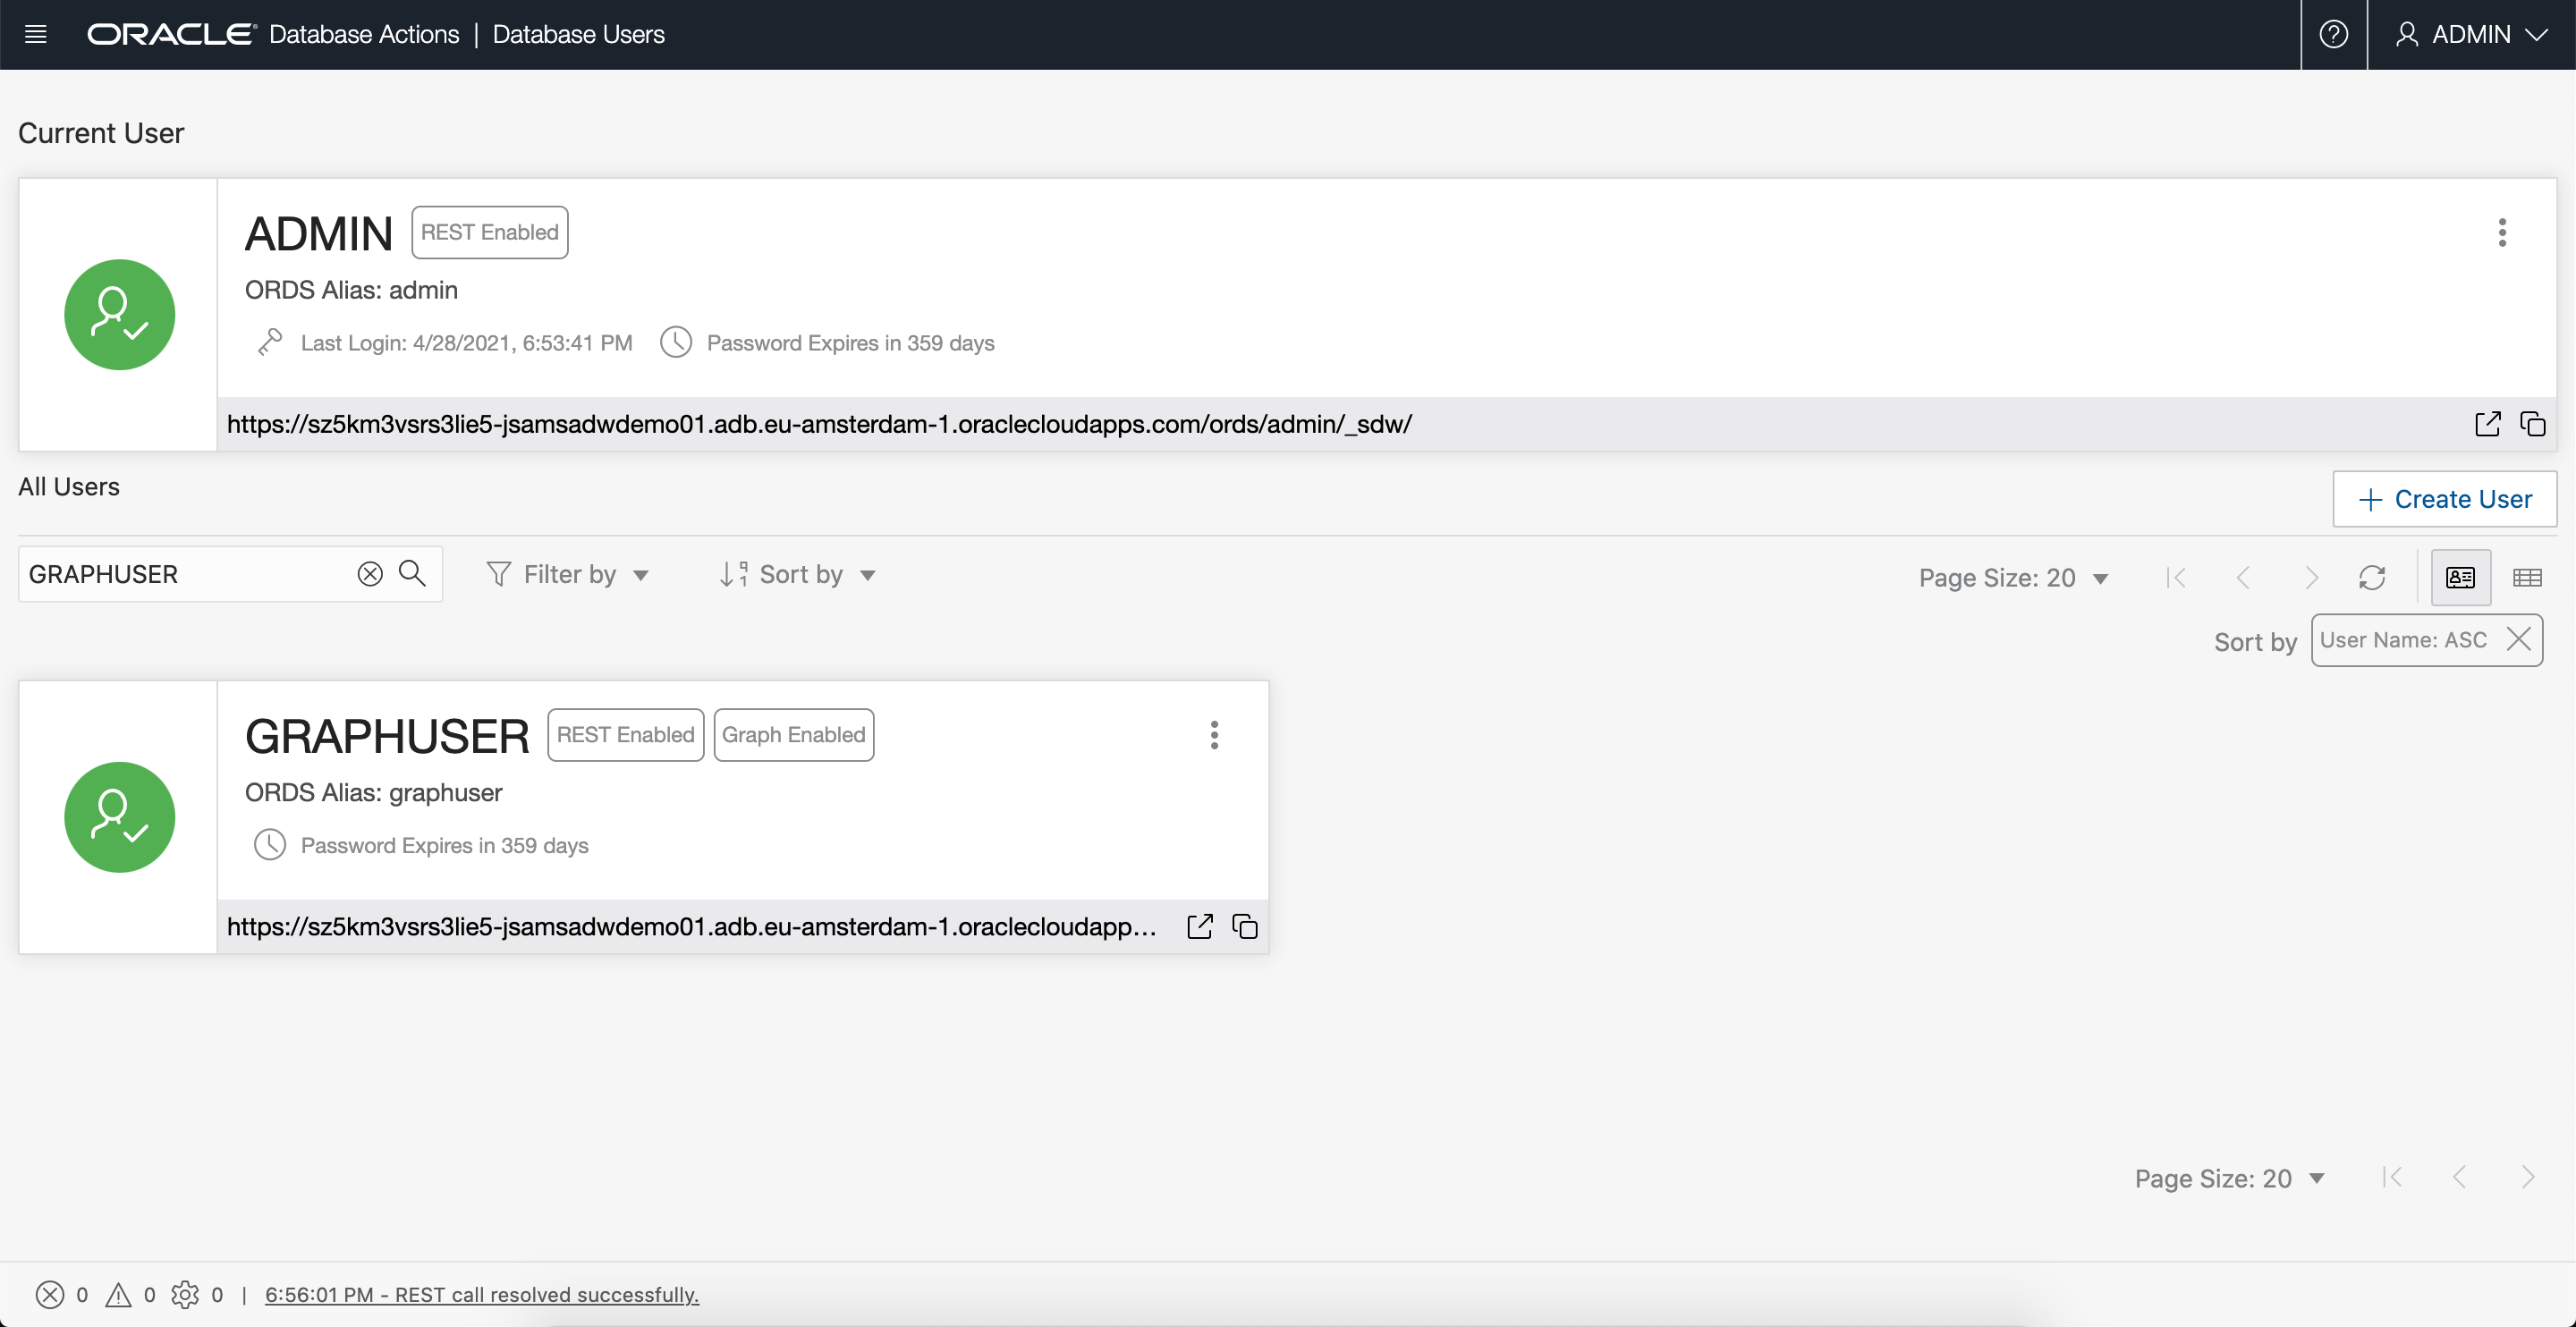 ORACLE® Database Actions | Database Users
ADMIN
Current User
ADMIN REST Enabled
ORDS Alias: admin
Last Login: 4/28/2021, 6:53:41 PM Password Expires in 359 days
https://sz5km3vsrs3lie5-jsamsadwdemo01.adb.eu-amsterdam-1.oraclecloudapps.com/ords/admin/_sdw/
All Users
+ Create User
GRAPHUSER Filter by Sort by Page Size: 20
Sort by User Name: ASC
GRAPHUSER REST Enabled Graph Enabled
ORDS Alias: graphuser
Password Expires in 359 days
https://sz5km3vsrs3lie5-jsamsadwdemo01.adb.eu-amsterdam-1.oraclecloudapp...
Page Size: 20
0 0 0 | 6:56:01 PM - REST call resolved successfully.